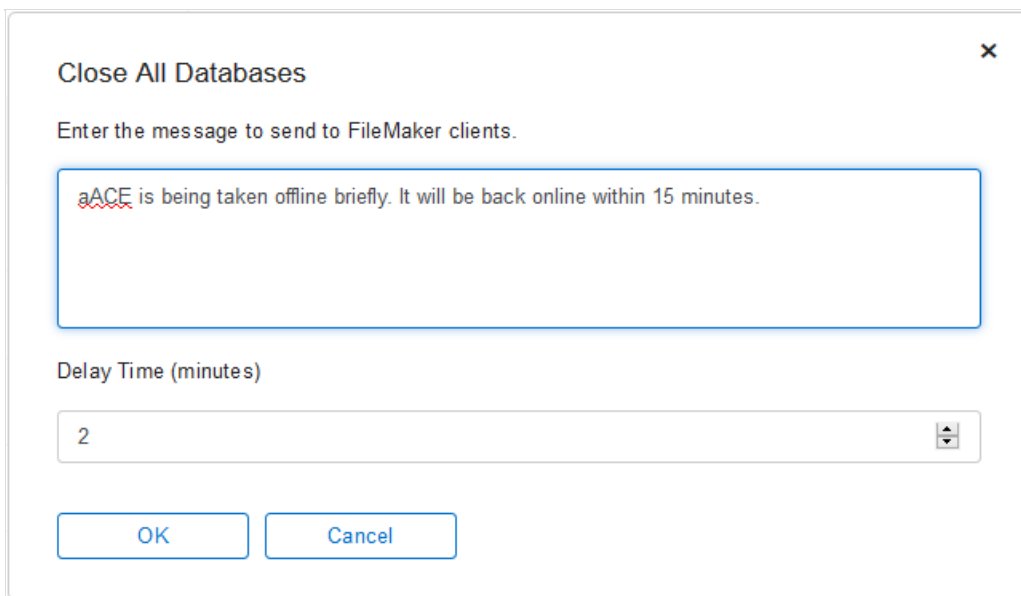 Close All Databases
×
Enter the message to send to FileMaker clients.
aACE is being taken offline briefly. It will be back online within 15 minutes.
Delay Time (minutes)
2
OK
Cancel